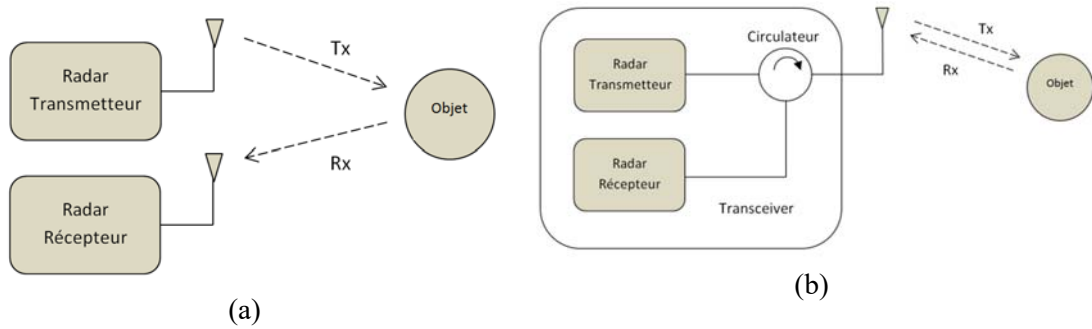 Radar
Transmetteur
Tx
Objet
Rx
Radar
Récepteur
(a)
Circulateur
Radar
Transmetteur
Tx
Rx
Objet
Radar
Récepteur
Transceiver
(b)